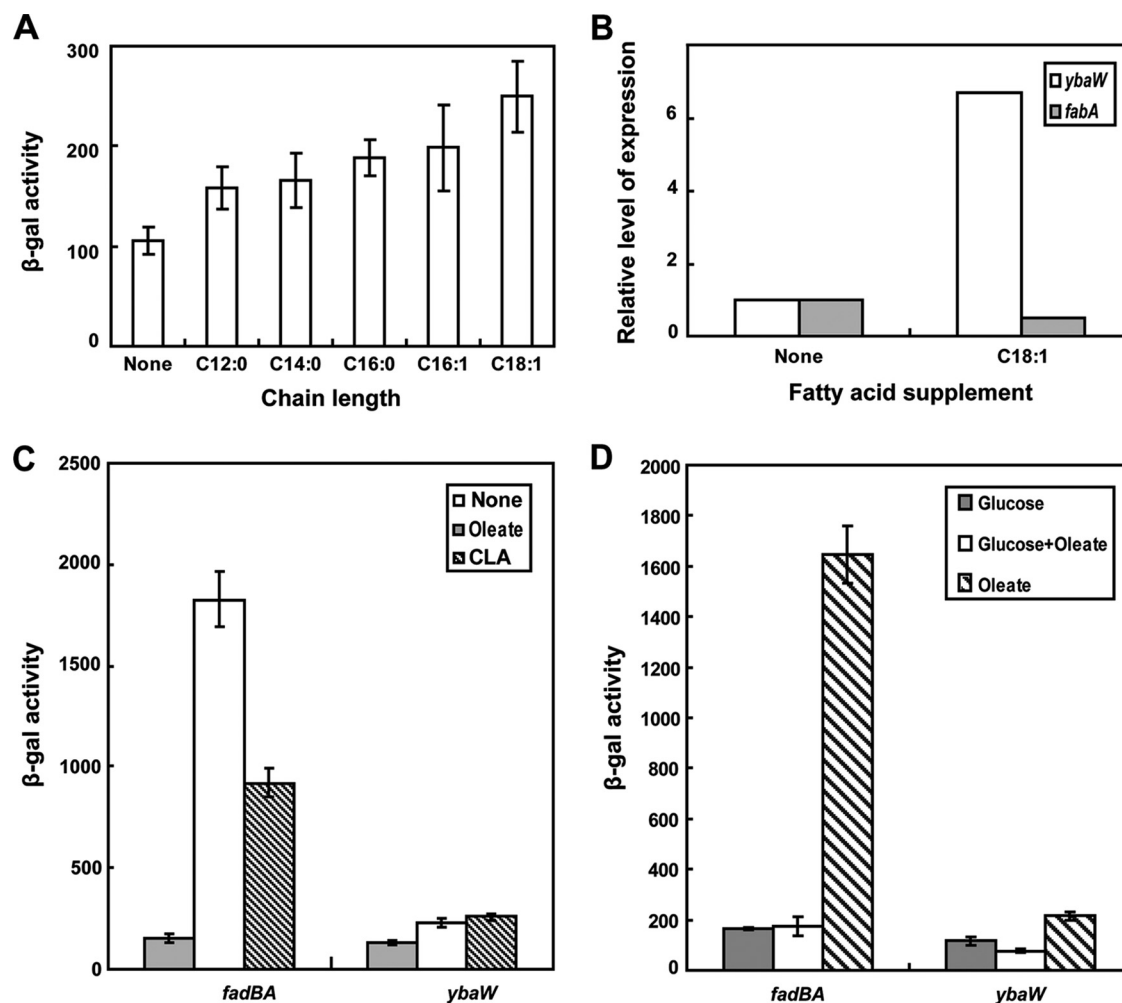 A
β-gal activity
300
200
100
0
None C12:0 C14:0 C16:0 C16:1 C18:1
Chain length
B
Relative level of expression
6
4
2
0
ybaW
fabA
None C18:1
Fatty acid supplement
C
β-gal activity
2500
2000
1500
1000
500
0
None
Oleate
CLA
fadBA ybaW
D
β-gal activity
2000
1800
1600
1400
1200
1000
800
600
400
200
0
Glucose
Glucose+Oleate
Oleate
fadBA ybaW